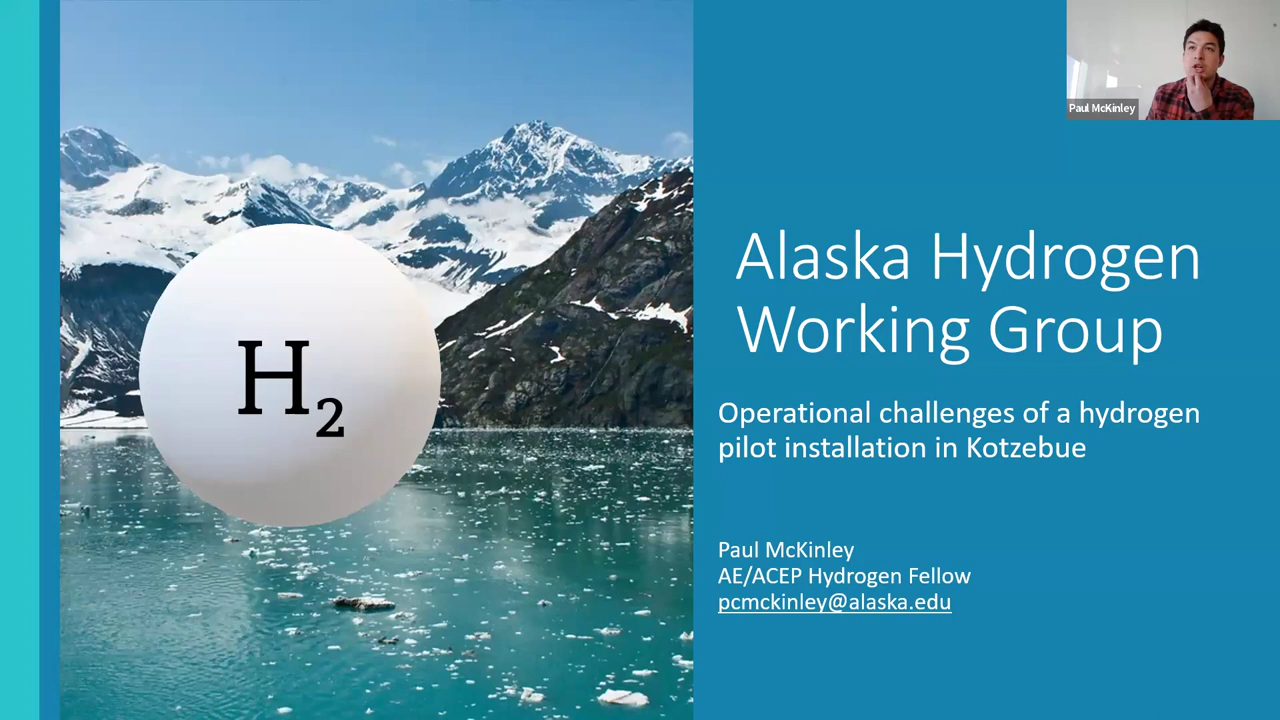 Paul McKinley
H₂
Alaska Hydrogen
Working Group
Operational challenges of a hydrogen
pilot installation in Kotzebue
Paul McKinley
AE/ACEP Hydrogen Fellow
pcmckinley@alaska.edu